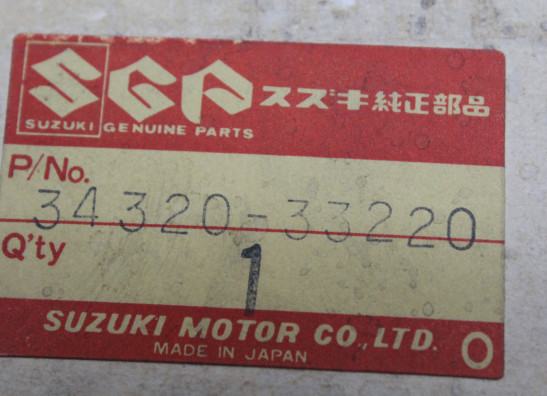 SGP スズキ純正部品
SUZUKI GENUINE PARTS
P/No.
34320-33220
Q'ty
1
SUZUKI MOTOR CO.,LTD. O
MADE IN JAPAN